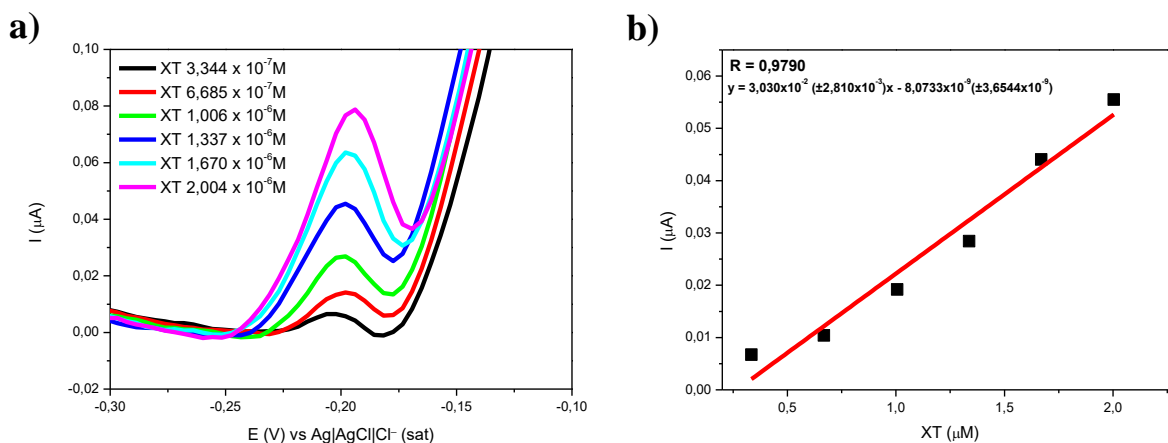 a)
0,10
0,08
0,06
0,04
0,02
0,00
-0,02
I (μA)
XT 3,344 x 10⁻⁷M
XT 6,685 x 10⁻⁷M
XT 1,006 x 10⁻⁶M
XT 1,337 x 10⁻⁶M
XT 1,670 x 10⁻⁶M
XT 2,004 x 10⁻⁶M
-0,30 -0,25 -0,20 -0,15 -0,10
E (V) vs Ag|AgCl|Cl⁻ (sat)
b)
R = 0,9790
y = 3,030x10⁻² (±2,810x10⁻³)x - 8,0733x10⁻⁹(±3,6544x10⁻⁹)
0,06
0,05
0,04
0,03
0,02
0,01
0,00
I (μA)
0,5 1,0 1,5 2,0
XT (μM)